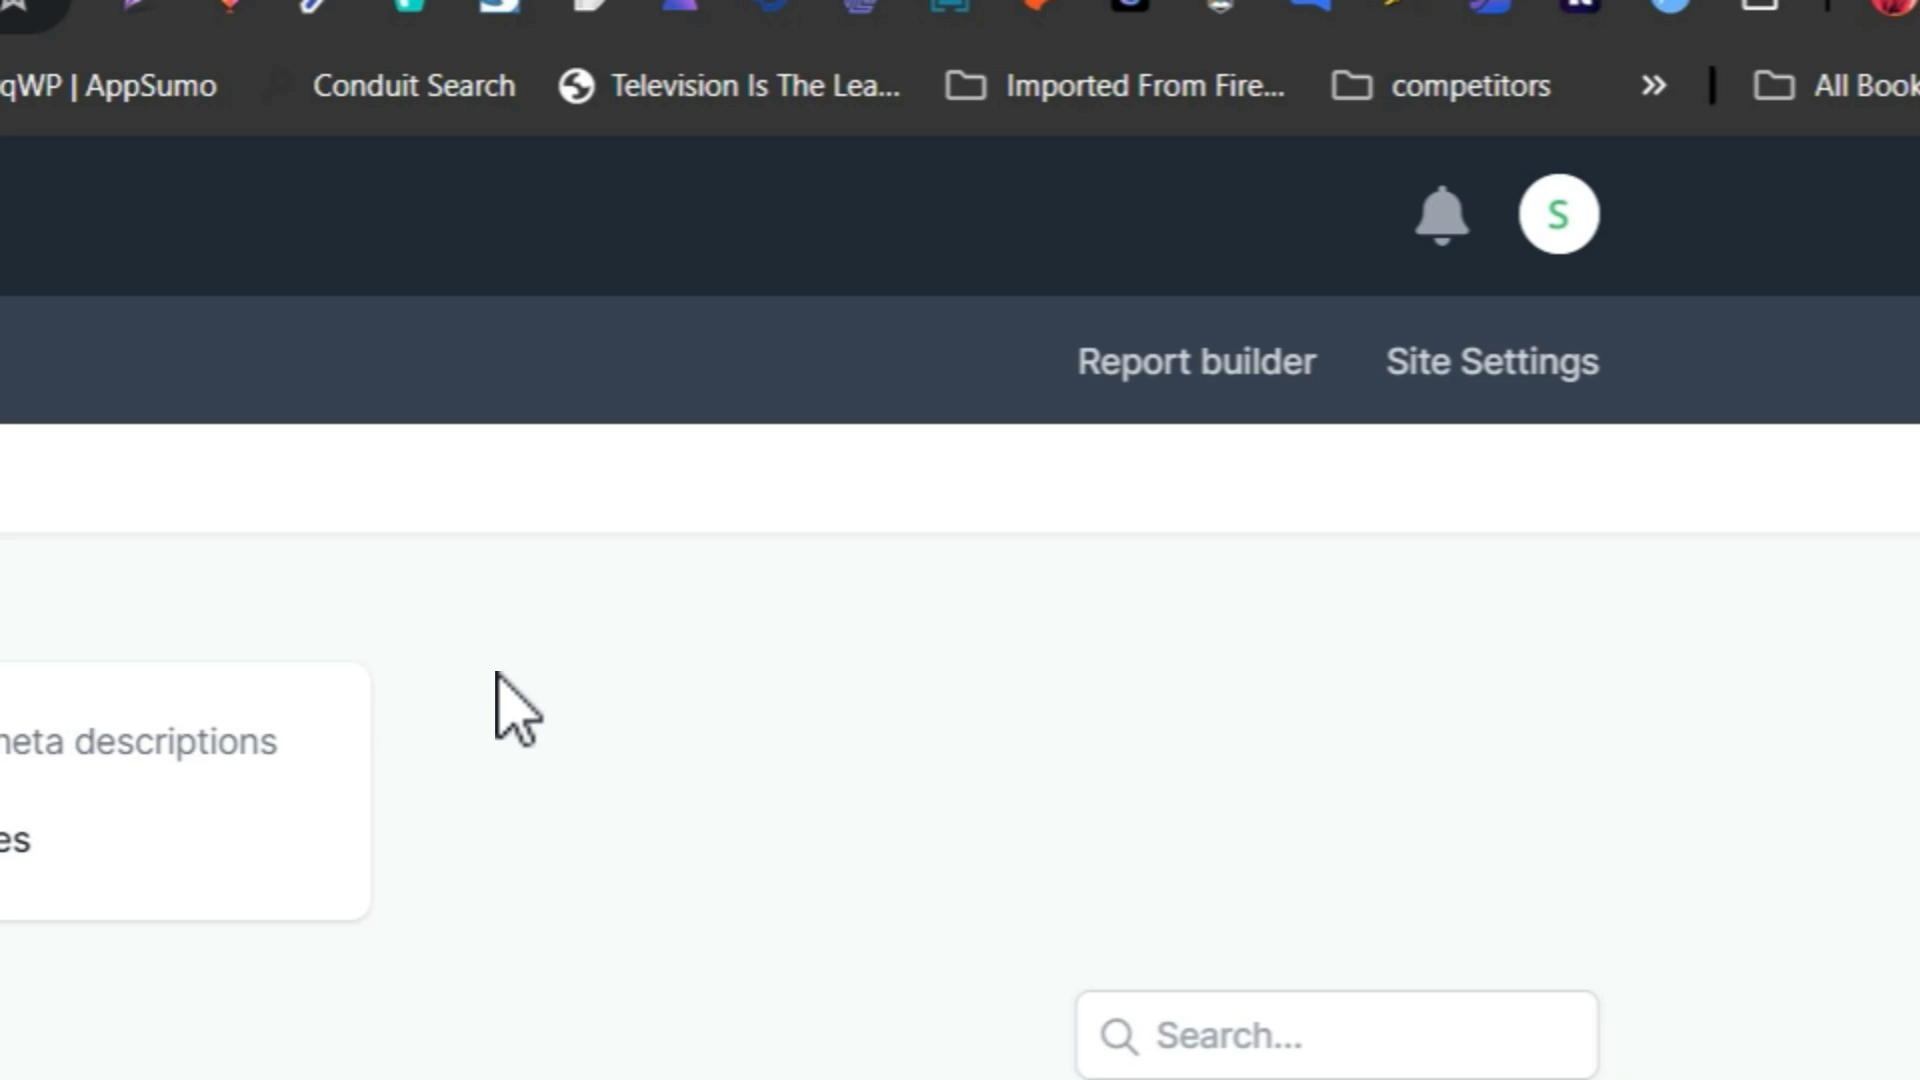 qWP | AppSumo Conduit Search Television Is The Lea... Imported From Fire... competitors » All Book
S
Report builder Site Settings
neta descriptions
es
Search...